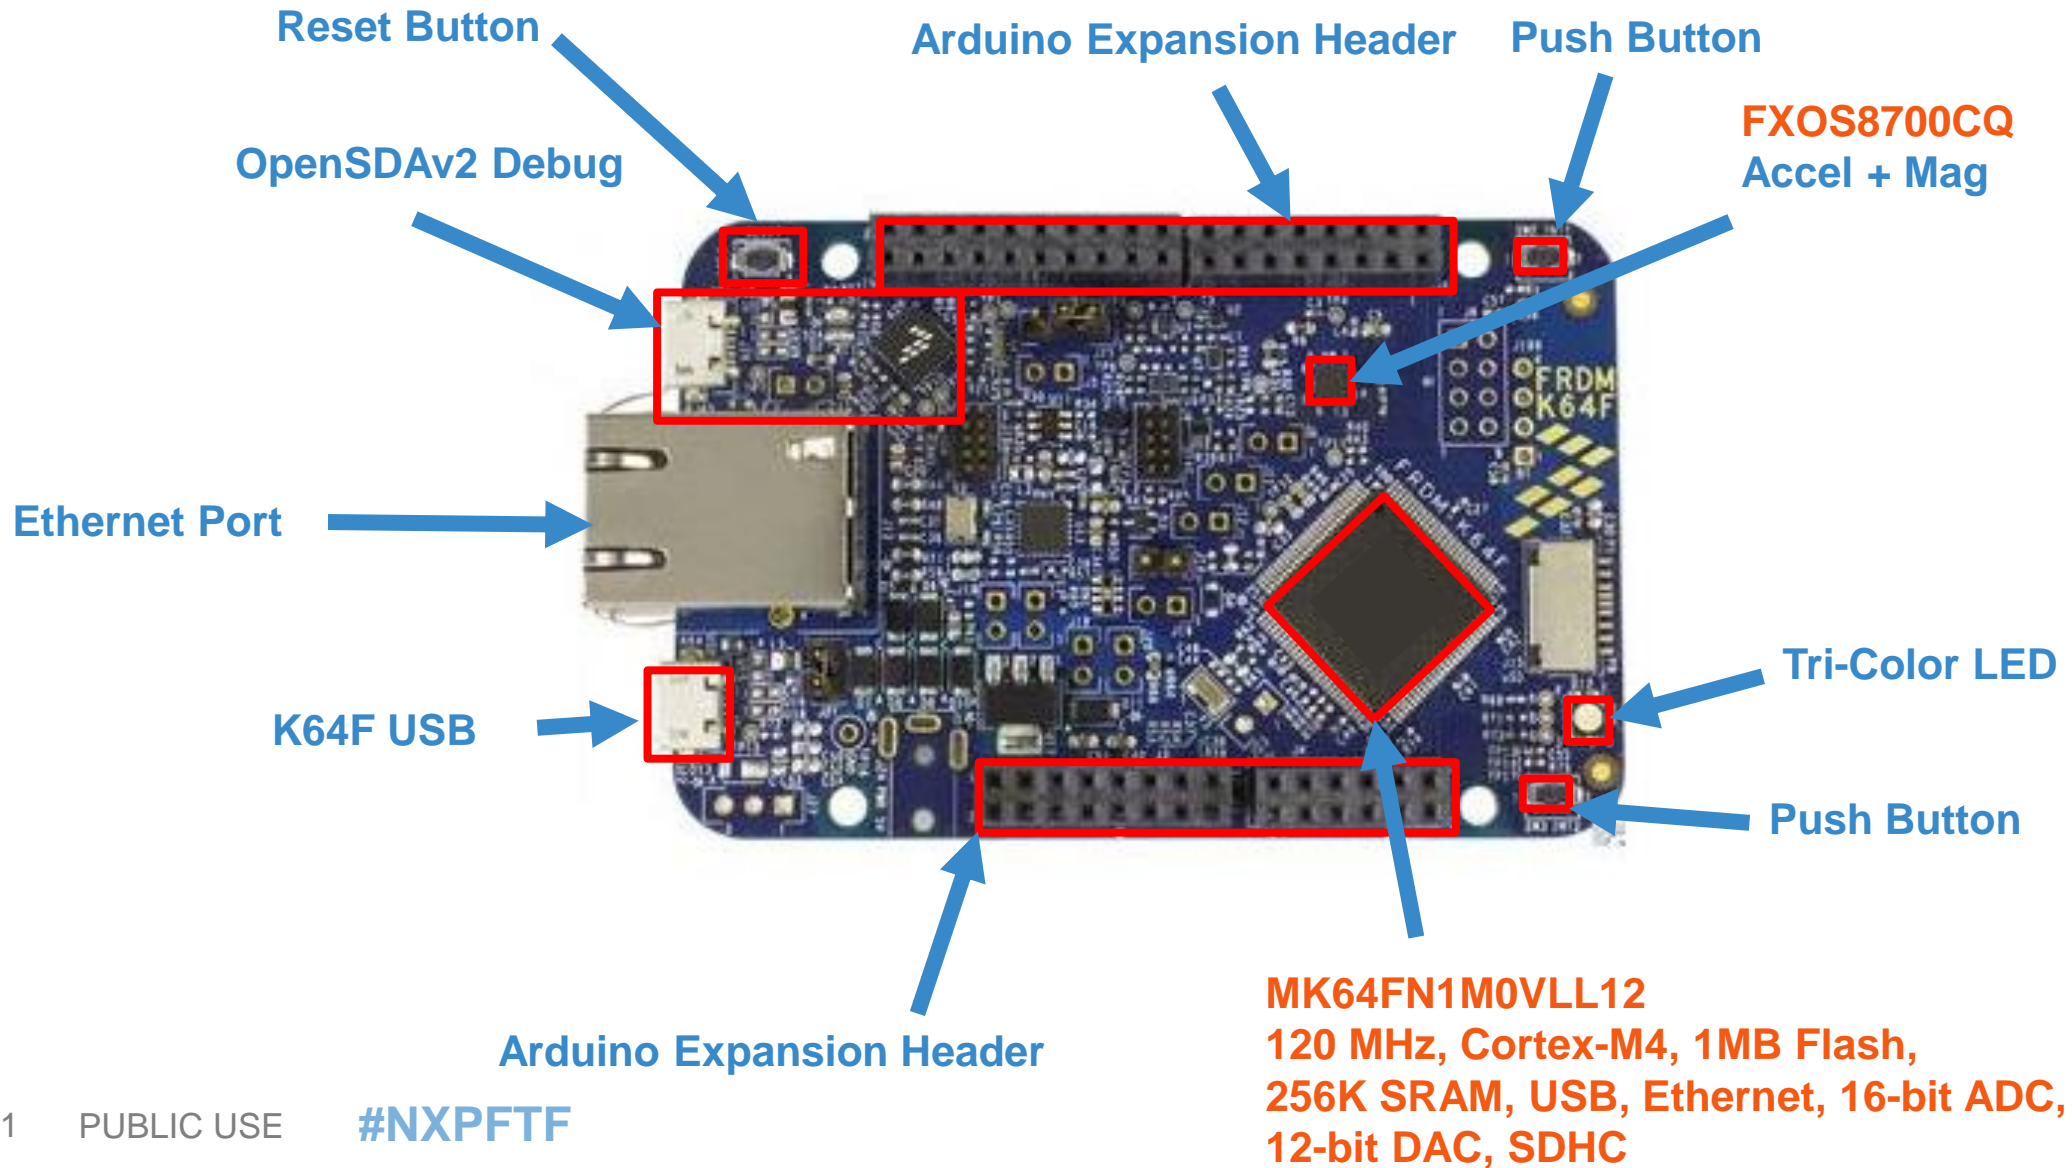 Reset Button
Arduino Expansion Header
Push Button
FXOS8700CQ
Accel + Mag
OpenSDAv2 Debug
FRDM
K64F
FRDM-K64F
Ethernet Port
Tri-Color LED
K64F USB
Push Button
Arduino Expansion Header
MK64FN1M0VLL12
120 MHz, Cortex-M4, 1MB Flash,
256K SRAM, USB, Ethernet, 16-bit ADC,
12-bit DAC, SDHC
1 PUBLIC USE #NXPFTF